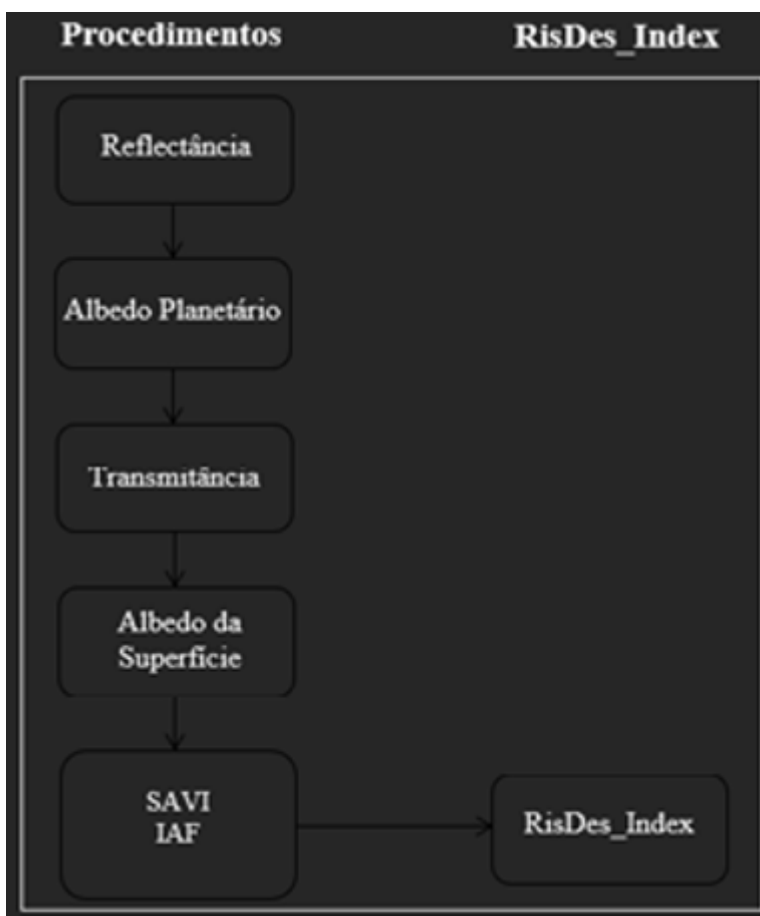 Procedimentos RisDes_Index
Reflectância
Albedo Planetário
Transmitância
Albedo da
Superfície
SAVI
IAF
RisDes_Index